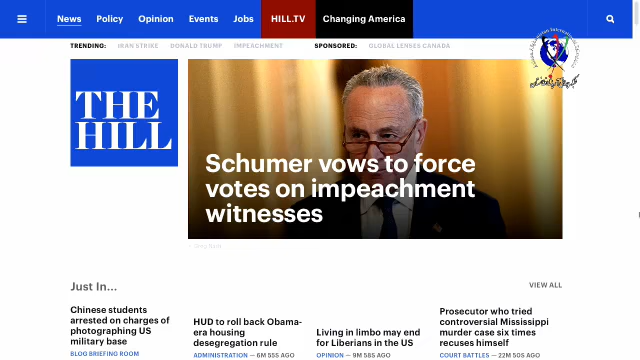 News Policy Opinion Events Jobs HILL.TV Changing America
TRENDING: IRAN STRIKE DONALD TRUMP IMPEACHMENT SPONSORED: GLOBAL LENSES CANADA
THE
HILL
Schumer vows to force
votes on impeachment
witnesses
Just In...
VIEW ALL
Chinese students
arrested on charges of
photographing US
military base
BLOG BRIEFING ROOM
HUD to roll back Obama-
era housing
desegregation rule
ADMINISTRATION — 6M 55S AGO
Living in limbo may end
for Liberians in the US
OPINION — 9M 58S AGO
Prosecutor who tried
controversial Mississippi
murder case six times
recuses himself
COURT BATTLES — 22M 50S AGO